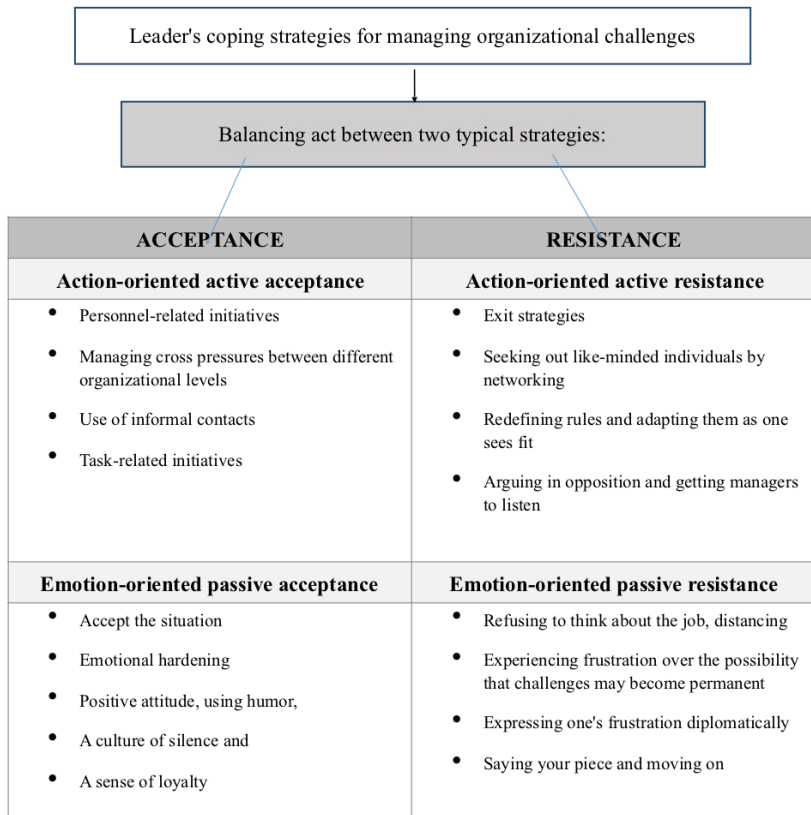 Leader's coping strategies for managing organizational challenges
Balancing act between two typical strategies:
ACCEPTANCE
RESISTANCE
Action-oriented active acceptance
Action-oriented active resistance
• Personnel-related initiatives
• Managing cross pressures between different
organizational levels
• Use of informal contacts
• Task-related initiatives
• Exit strategies
• Seeking out like-minded individuals by
networking
• Redefining rules and adapting them as one
sees fit
• Arguing in opposition and getting managers
to listen
Emotion-oriented passive acceptance
Emotion-oriented passive resistance
• Accept the situation
• Emotional hardening
• Positive attitude, using humor,
• A culture of silence and
• A sense of loyalty
• Refusing to think about the job, distancing
• Experiencing frustration over the possibility
that challenges may become permanent
• Expressing one's frustration diplomatically
• Saying your piece and moving on